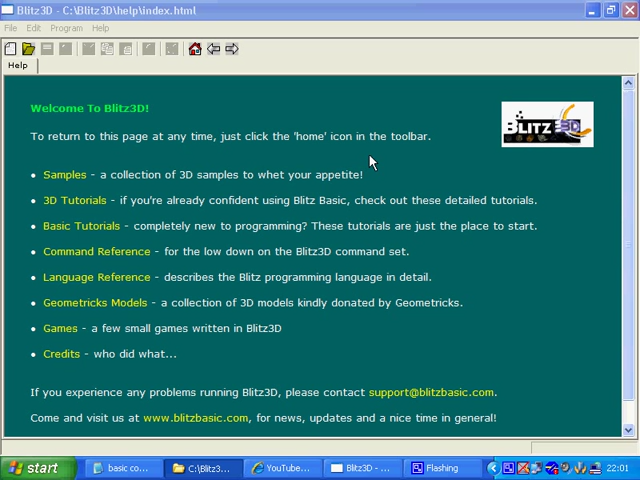 Blitz3D - C:\Blitz3D\help\index.html
File Edit Program Help
Help
Welcome To Blitz3D!
BLITZ 3D
To return to this page at any time, just click the 'home' icon in the toolbar.
• Samples - a collection of 3D samples to whet your appetite!
• 3D Tutorials - if you're already confident using Blitz Basic, check out these detailed tutorials.
• Basic Tutorials - completely new to programming? These tutorials are just the place to start.
• Command Reference - for the low down on the Blitz3D command set.
• Language Reference - describes the Blitz programming language in detail.
• Geometricks Models - a collection of 3D models kindly donated by Geometricks.
• Games - a few small games written in Blitz3D
• Credits - who did what...
If you experience any problems running Blitz3D, please contact support@blitzbasic.com.
Come and visit us at www.blitzbasic.com, for news, updates and a nice time in general!
start basic co... C:\Blitz3... YouTube... Blitz3D - ... Flashing 22:01